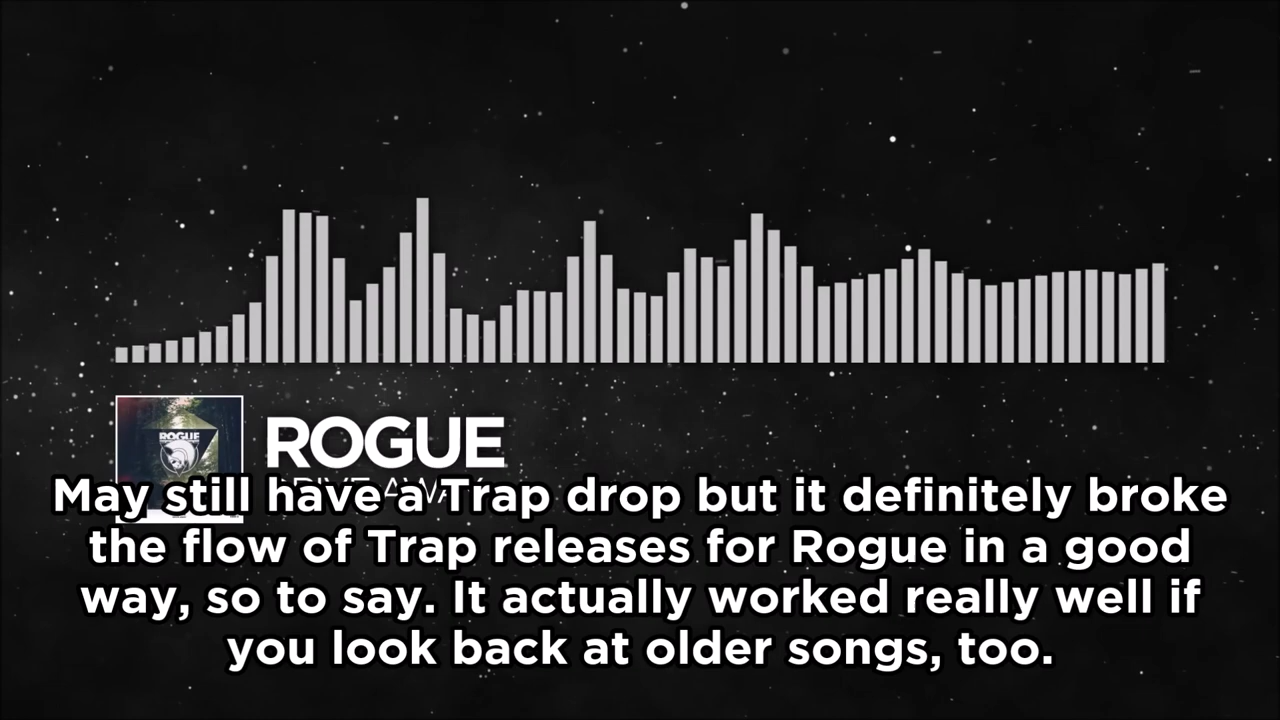 ROGUE
ROGUE
May still have a Trap drop but it definitely broke
the flow of Trap releases for Rogue in a good
way, so to say. It actually worked really well if
you look back at older songs, too.